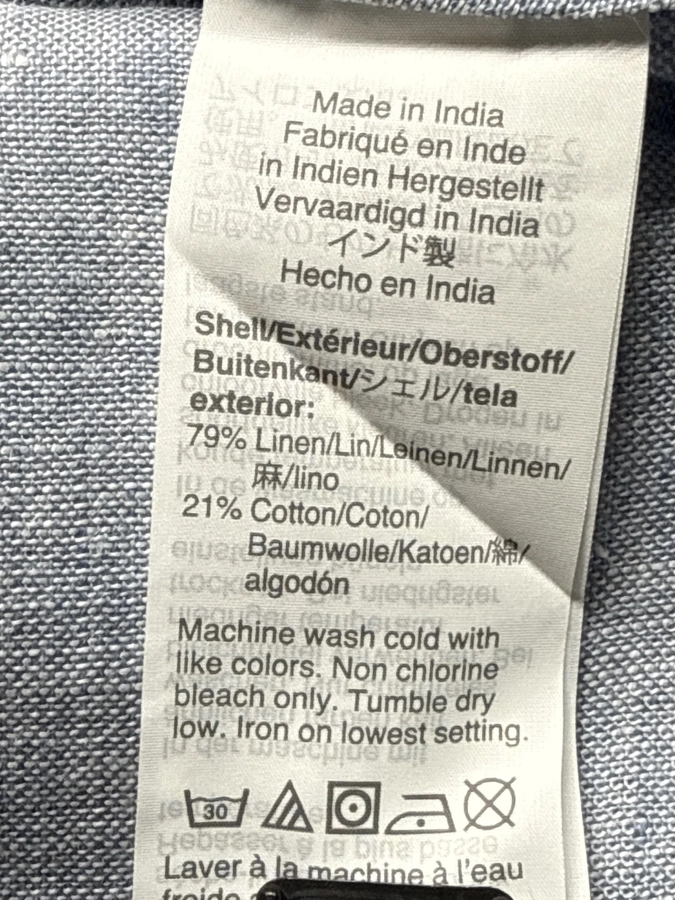 Made in India
Fabriqué en Inde
in Indien Hergestellt
Vervaardigd in India
インド製
Hecho en India
Shell/Extérieur/Oberstoff/
Buitenkant/シェル/tela
exterior:
79% Linen/Lin/Leinen/Linnen/
麻/lino
21% Cotton/Coton/
Baumwolle/Katoen/綿/
algodón
Machine wash cold with
like colors. Non chlorine
bleach only. Tumble dry
low. Iron on lowest setting.
30
Laver à la machine à l'eau
froide